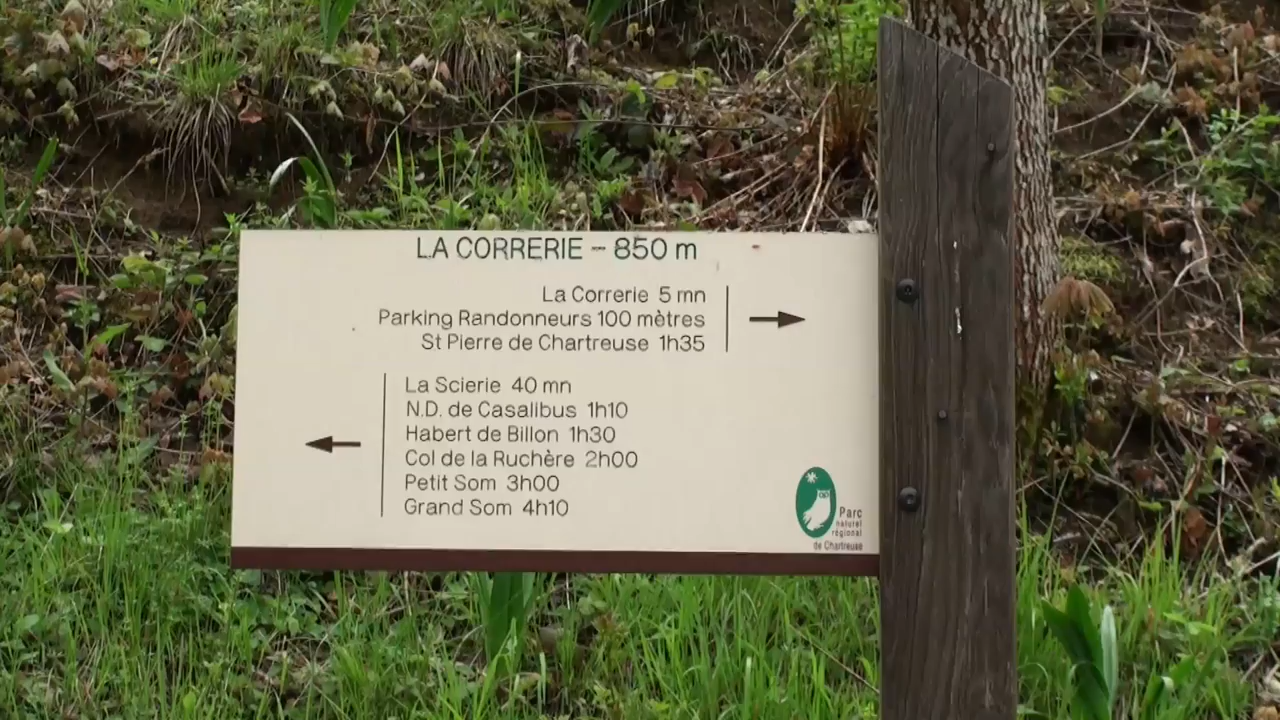 LA CORRERIE - 850 m
La Correrie 5 mn
Parking Randonneurs 100 mètres
St Pierre de Chartreuse 1h35
La Scierie 40 mn
N.D. de Casalibus 1h10
Habert de Billon 1h30
Col de la Ruchère 2h00
Petit Som 3h00
Grand Som 4h10
Parc
naturel
régional
de Chartreuse